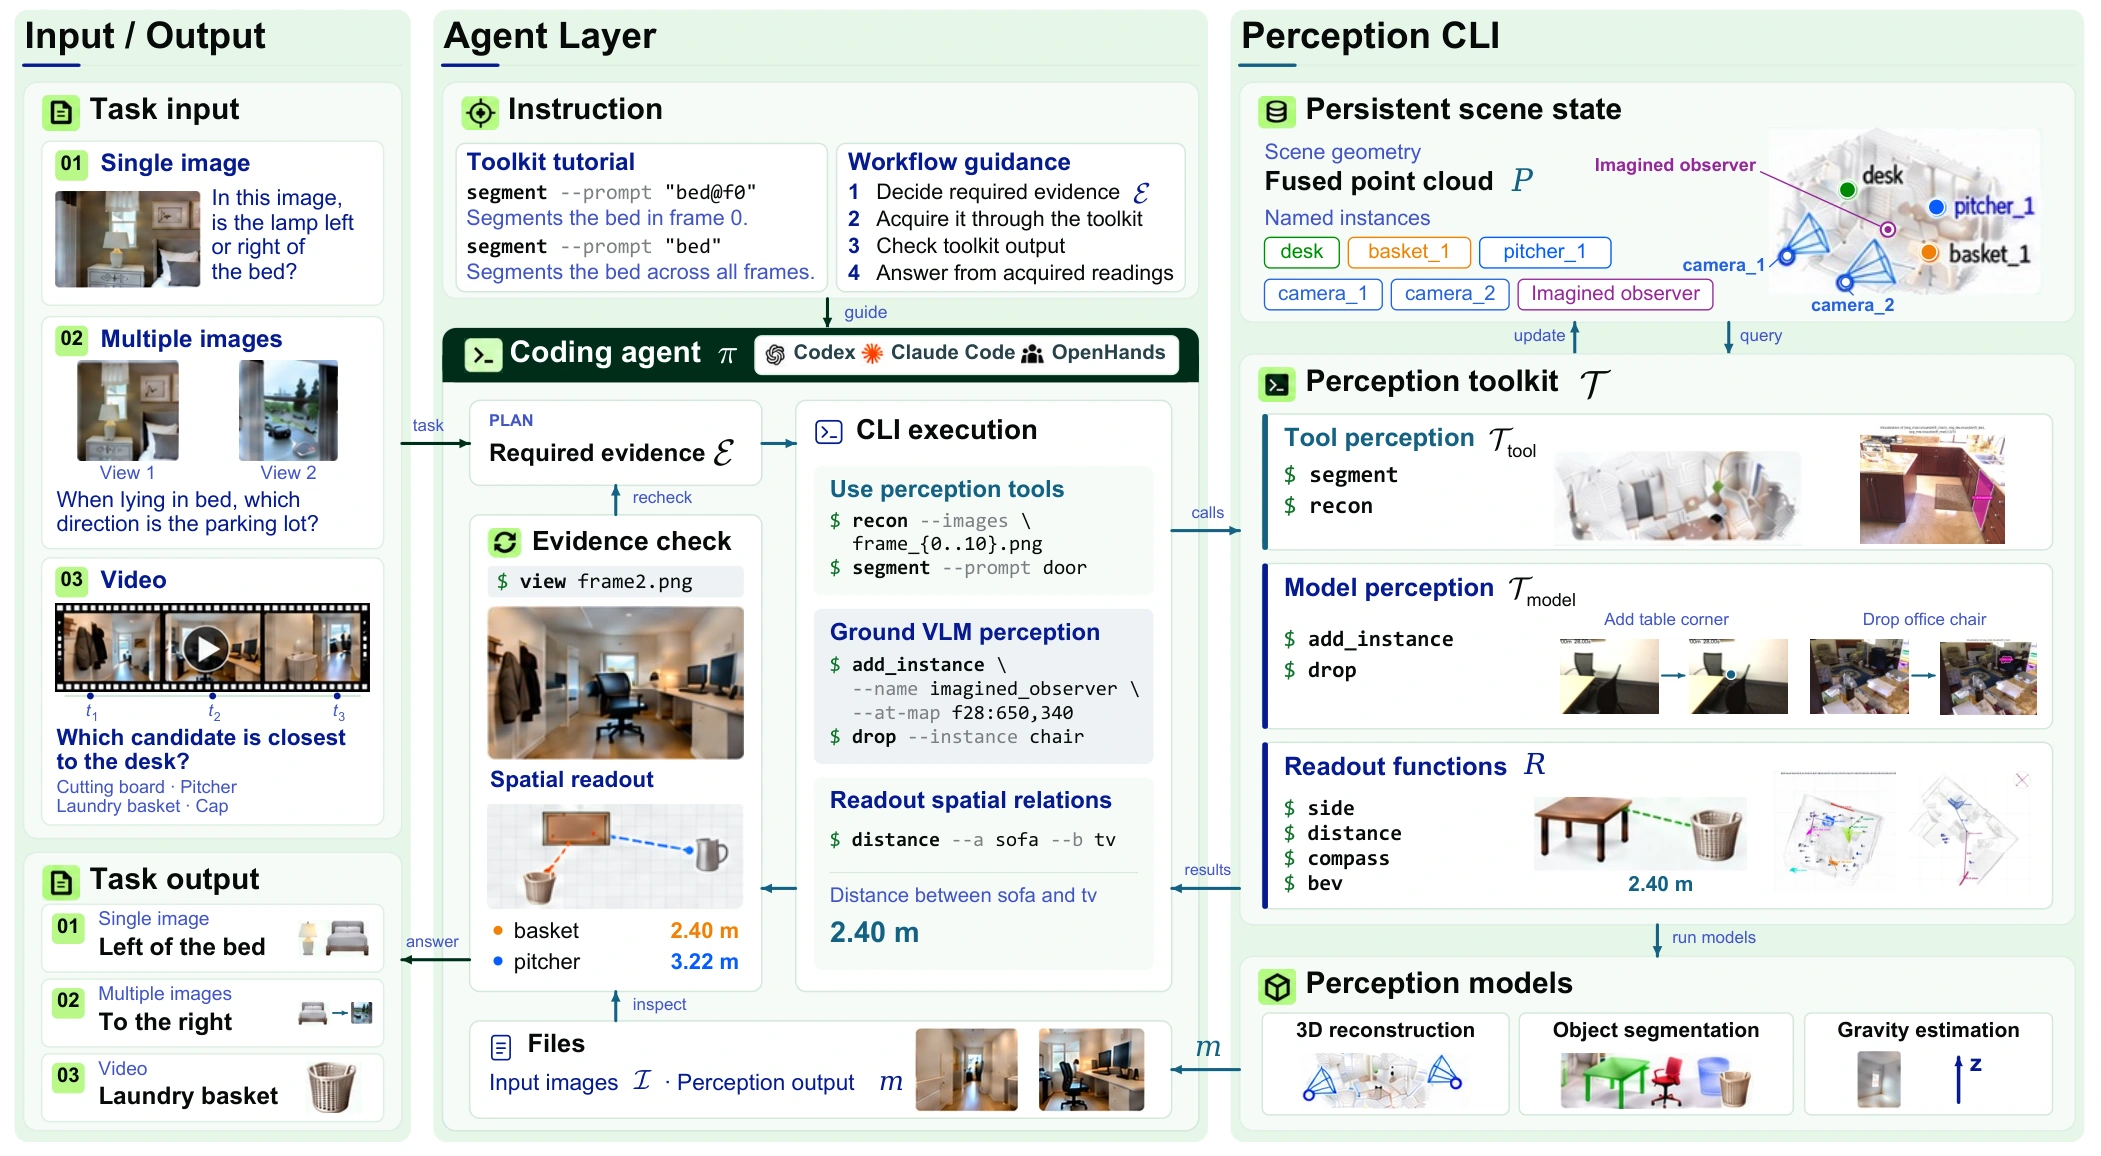 Input / Output
Task input
01 Single image
In this image,
is the lamp left
or right of
the bed?
02 Multiple images
View 1
View 2
When lying in bed, which
direction is the parking lot?
03 Video
t1
t2
t3
Which candidate is closest
to the desk?
Cutting board · Pitcher
Laundry basket · Cap
Task output
01 Single image
Left of the bed
02 Multiple images
To the right
03 Video
Laundry basket
task
answer
Agent Layer
Instruction
Toolkit tutorial
segment --prompt "bed@f0"
Segments the bed in frame 0.
segment --prompt "bed"
Segments the bed across all frames.
Workflow guidance
1 Decide required evidence ℰ
2 Acquire it through the toolkit
3 Check toolkit output
4 Answer from acquired readings
guide
Coding agent π
Codex
Claude Code
OpenHands
PLAN
Required evidence ℰ
recheck
Evidence check
$ view frame2.png
Spatial readout
basket 2.40 m
pitcher 3.22 m
inspect
CLI execution
Use perception tools
$ recon --images \
frame_{0..10}.png
$ segment --prompt door
Ground VLM perception
$ add_instance \
--name imagined_observer \
--at-map f28:650,340
$ drop --instance chair
Readout spatial relations
$ distance --a sofa --b tv
Distance between sofa and tv
2.40 m
Files
Input images ℐ · Perception output m
calls
results
m
Perception CLI
Persistent scene state
Scene geometry
Fused point cloud P
Named instances
desk
basket_1
pitcher_1
camera_1
camera_2
Imagined observer
Imagined observer
desk
pitcher_1
basket_1
camera_1
camera_2
update
query
Perception toolkit 𝒯
Tool perception 𝒯tool
$ segment
$ recon
Model perception 𝒯model
$ add_instance
$ drop
Add table corner
Drop office chair
Readout functions R
$ side
$ distance
$ compass
$ bev
2.40 m
run models
Perception models
3D reconstruction
Object segmentation
Gravity estimation
z